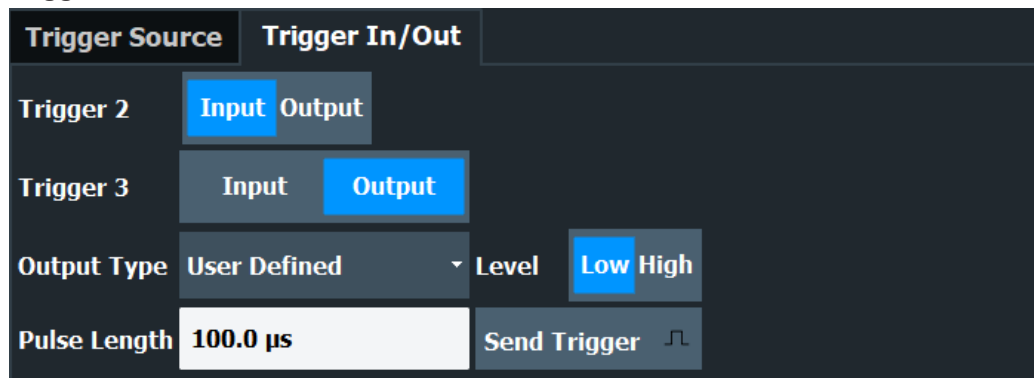 Trigger Source Trigger In/Out
Trigger 2 Input Output
Trigger 3 Input Output
Output Type User Defined Level Low High
Pulse Length 100.0 µs Send Trigger